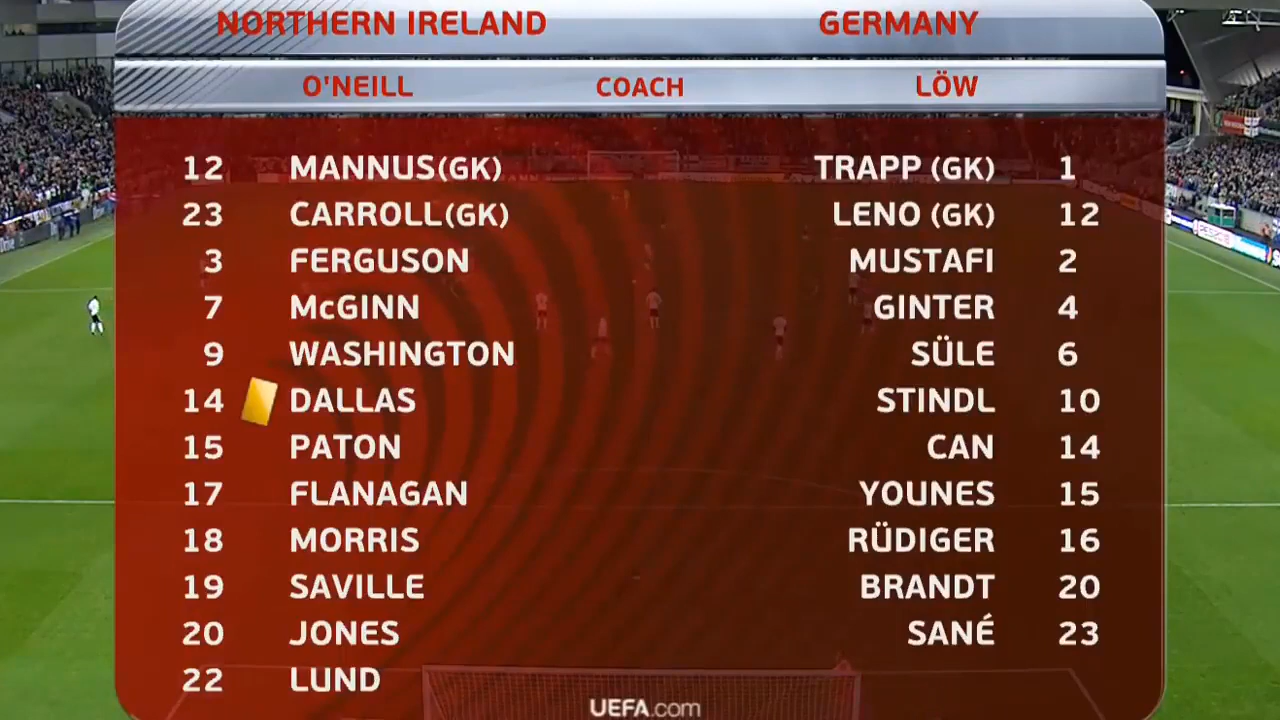 NORTHERN IRELAND GERMANY
O'NEILL COACH LÖW
12 MANNUS(GK) TRAPP (GK) 1
23 CARROLL(GK) LENO (GK) 12
3 FERGUSON MUSTAFI 2
7 McGINN GINTER 4
9 WASHINGTON SÜLE 6
14 DALLAS STINDL 10
15 PATON CAN 14
17 FLANAGAN YOUNES 15
18 MORRIS RÜDIGER 16
19 SAVILLE BRANDT 20
20 JONES SANÉ 23
22 LUND
UEFA.com